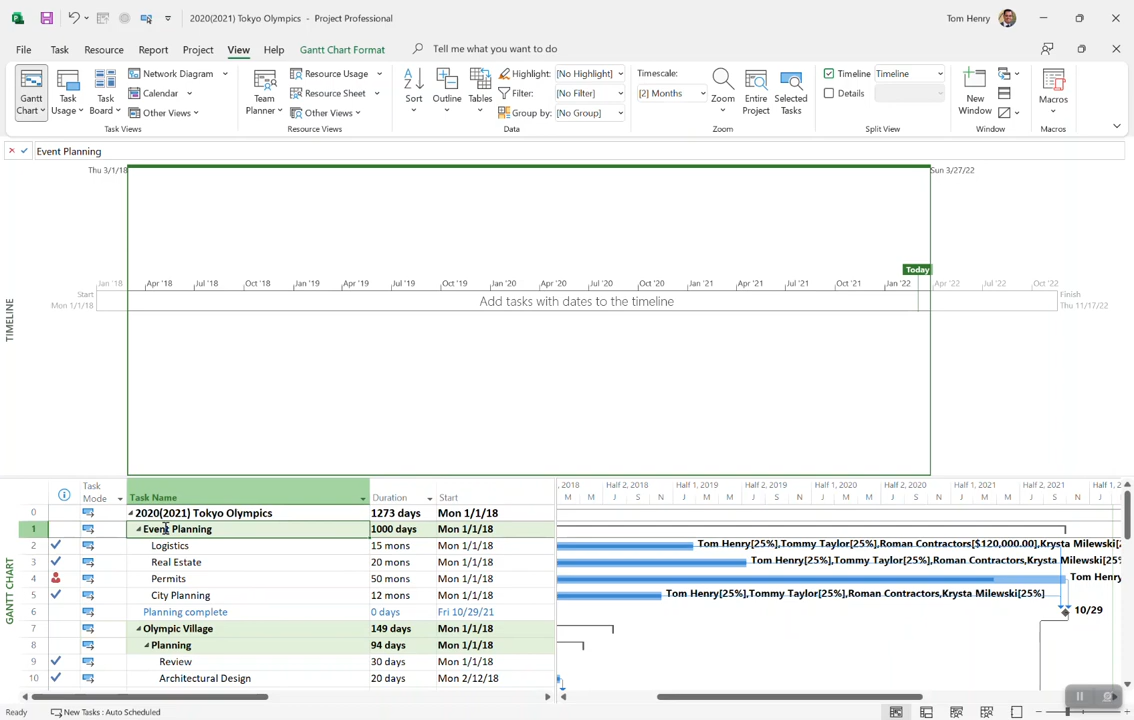 2020(2021) Tokyo Olympics - Project Professional
Tom Henry
File Task Resource Report Project View Help Gantt Chart Format Tell me what you want to do
Gantt Chart
Task Usage
Task Board
Network Diagram
Calendar
Other Views
Task Views
Team Planner
Resource Usage
Resource Sheet
Other Views
Resource Views
Sort
Outline
Tables
Highlight: [No Highlight]
Filter: [No Filter]
Group by: [No Group]
Data
Timescale:
[2] Months
Zoom
Entire Project
Selected Tasks
Zoom
Timeline Timeline
Details
Split View
New Window
Window
Macros
Macros
Event Planning
TIMELINE
Thu 3/1/18
Sun 3/27/22
Today
Jan '18 Apr '18 Jul '18 Oct '18 Jan '19 Apr '19 Jul '19 Oct '19 Jan '20 Apr '20 Jul '20 Oct '20 Jan '21 Apr '21 Jul '21 Oct '21 Jan '22 Apr '22 Jul '22 Oct '22
Start
Mon 1/1/18
Add tasks with dates to the timeline
Finish
Thu 11/17/22
GANTT CHART
Task Mode Task Name Duration Start
, 2018 Half 2, 2018 Half 1, 2019 Half 2, 2019 Half 1, 2020 Half 2, 2020 Half 1, 2021 Half 2, 2021 Half 1
M M J S N J M M J S N J M M J S N J M M J S N J
0 2020(2021) Tokyo Olympics 1273 days Mon 1/1/18
1 Event Planning 1000 days Mon 1/1/18
2 Logistics 15 mons Mon 1/1/18 Tom Henry[25%],Tommy Taylor[25%],Roman Contractors[$120,000.00],Krysta Milewski[2
3 Real Estate 20 mons Mon 1/1/18 Tom Henry[25%],Tommy Taylor[25%],Roman Contractors,Krysta Milewski[25%
4 Permits 50 mons Mon 1/1/18 Tom Henry
5 City Planning 12 mons Mon 1/1/18 Tom Henry[25%],Tommy Taylor[25%],Roman Contractors,Krysta Milewski[25%]
6 Planning complete 0 days Fri 10/29/21 10/29
7 Olympic Village 149 days Mon 1/1/18
8 Planning 94 days Mon 1/1/18
9 Review 30 days Mon 1/1/18
10 Architectural Design 20 days Mon 2/12/18
Ready New Tasks : Auto Scheduled